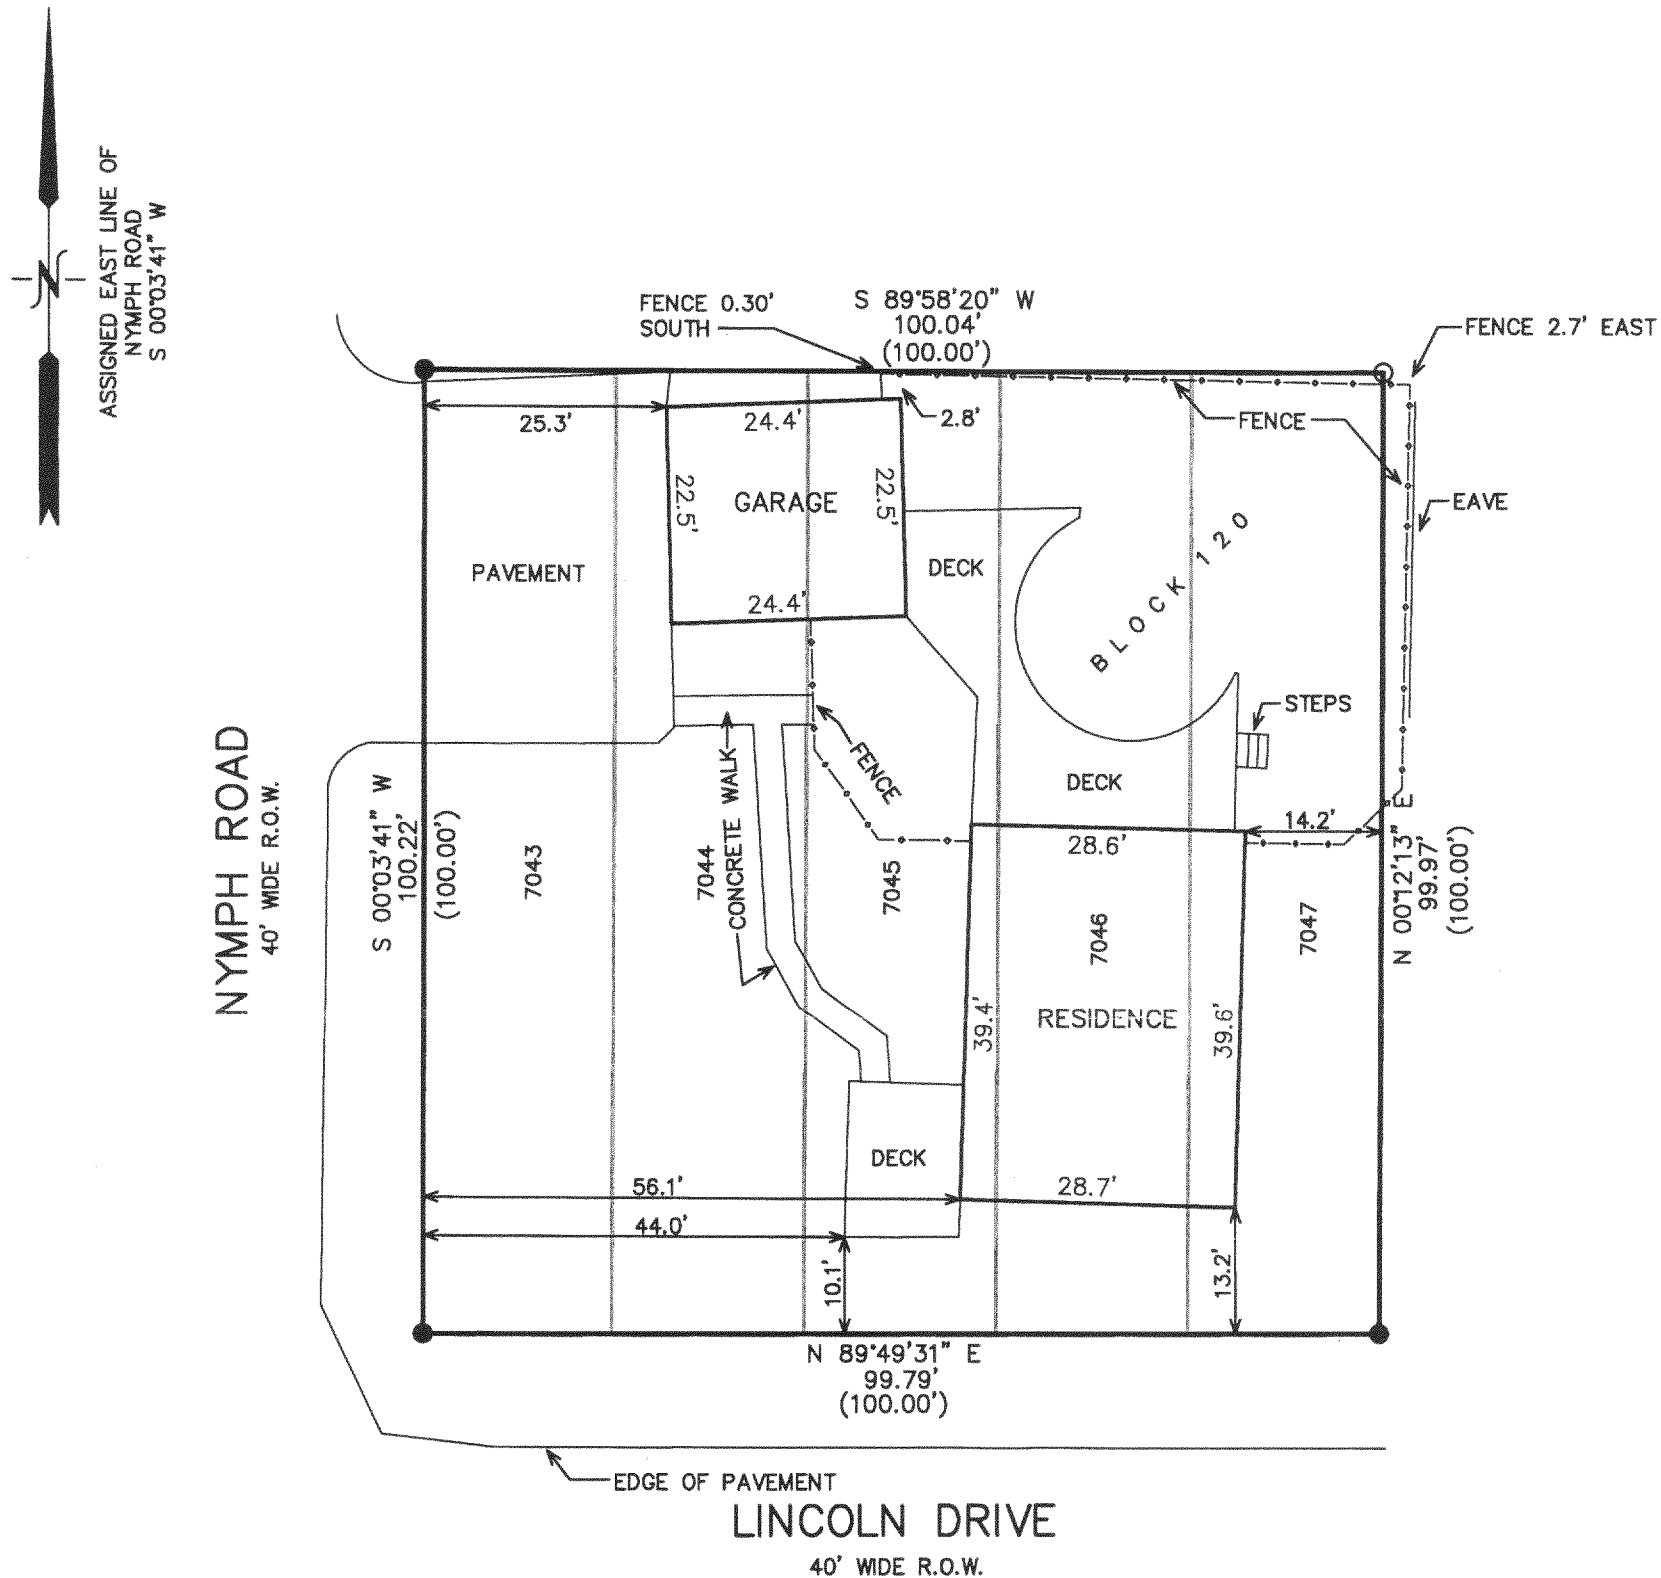 N
ASSIGNED EAST LINE OF
NYMPH ROAD
S 00°03'41" W
FENCE 0.30'
SOUTH
S 89°58'20" W
100.04'
(100.00')
FENCE 2.7' EAST
25.3'
24.4'
2.8'
FENCE
22.5'
GARAGE
22.5'
EAVE
BLOCK 120
PAVEMENT
DECK
24.4'
STEPS
FENCE
DECK
CONCRETE WALK
14.2'
28.6'
NYMPH ROAD
40' WIDE R.O.W.
S 00°03'41" W
100.22'
(100.00')
7043
7044
7045
7046
7047
N 00°12'13" E
99.97'
(100.00')
39.4'
RESIDENCE
39.6'
DECK
56.1'
28.7'
44.0'
10.1'
13.2'
N 89°49'31" E
99.79'
(100.00')
EDGE OF PAVEMENT
LINCOLN DRIVE
40' WIDE R.O.W.